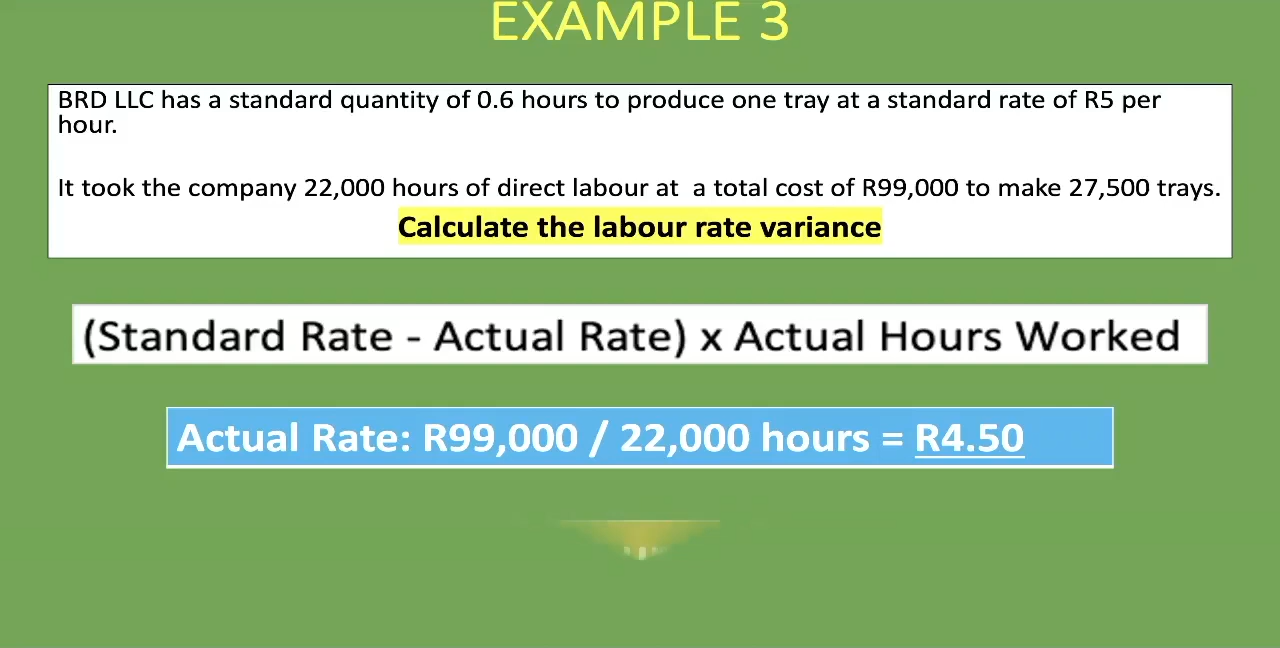 EXAMPLE 3
BRD LLC has a standard quantity of 0.6 hours to produce one tray at a standard rate of R5 per
hour.
It took the company 22,000 hours of direct labour at  a total cost of R99,000 to make 27,500 trays.
Calculate the labour rate variance
(Standard Rate - Actual Rate) x Actual Hours Worked
Actual Rate: R99,000 / 22,000 hours = R4.50